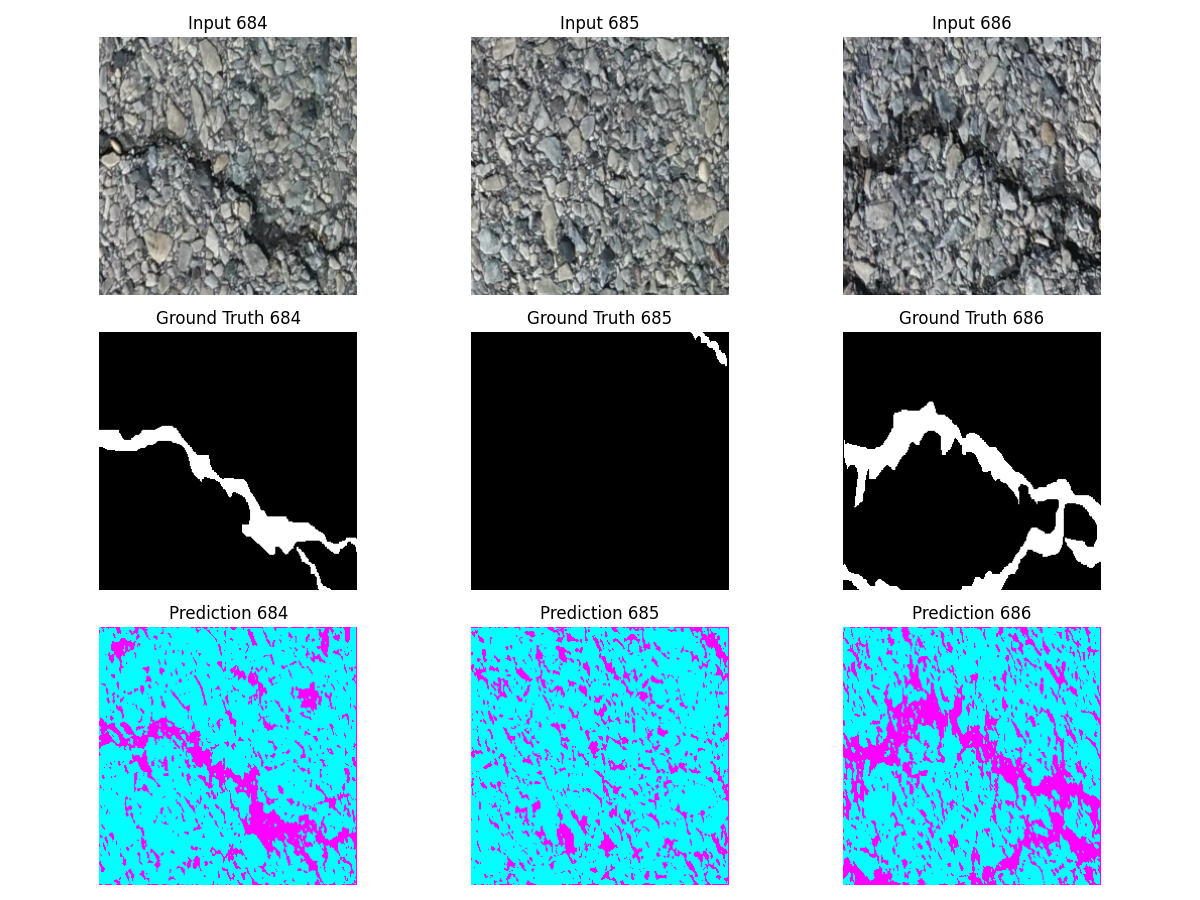 Input 684
Input 685
Input 686
Ground Truth 684
Ground Truth 685
Ground Truth 686
Prediction 684
Prediction 685
Prediction 686